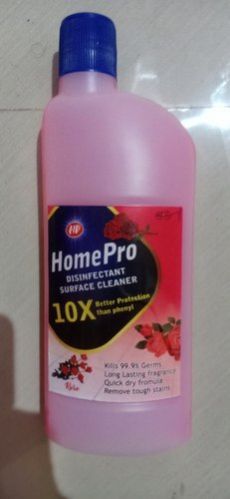 HP
HomePro
DISINFECTANT
SURFACE CLEANER
10X Better Protection
than phenyl
Kills 99.9% Germs
Long Lasting fragrance
Quick dry fromula
Remove tough stains
Rose